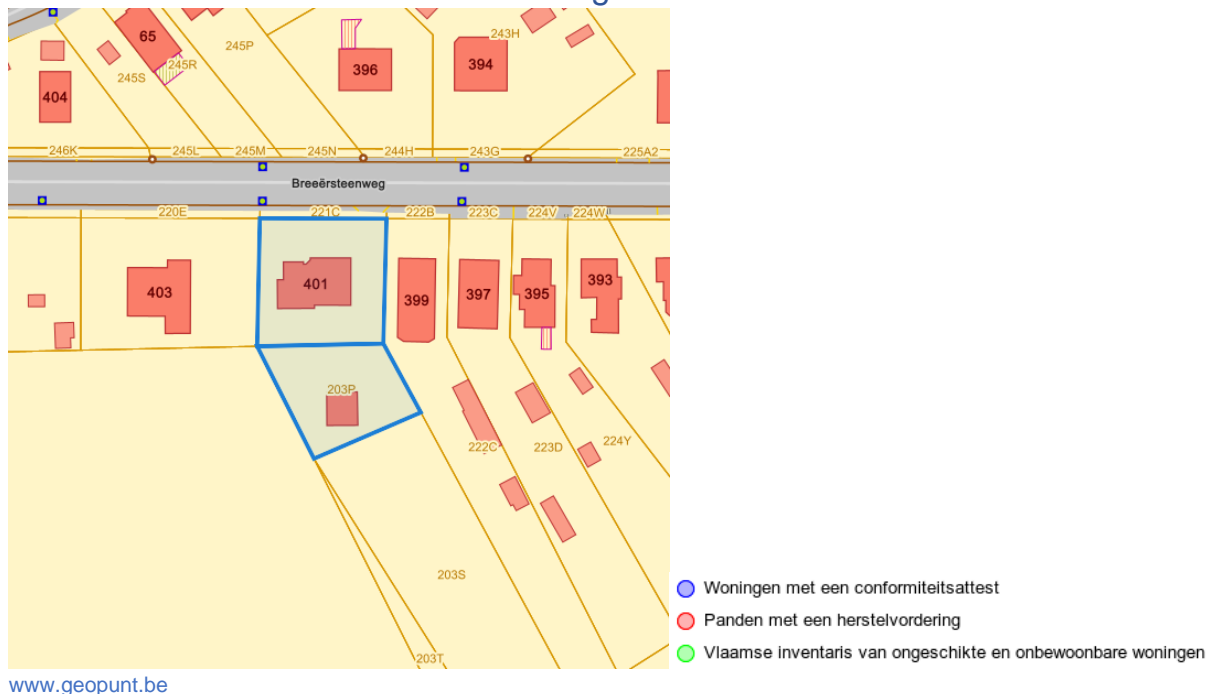 65
245P
243H
245R
245S
396
394
404
246K 245L 245M 245N 244H 243G 225A2
Breeërsteenweg
220E 221C 222B 223C 224V 224W
403
401
399
397
395
393
203P
222C
223D
224Y
203S
203T
Woningen met een conformiteitsattest
Panden met een herstelvordering
Vlaamse inventaris van ongeschikte en onbewoonbare woningen
www.geopunt.be